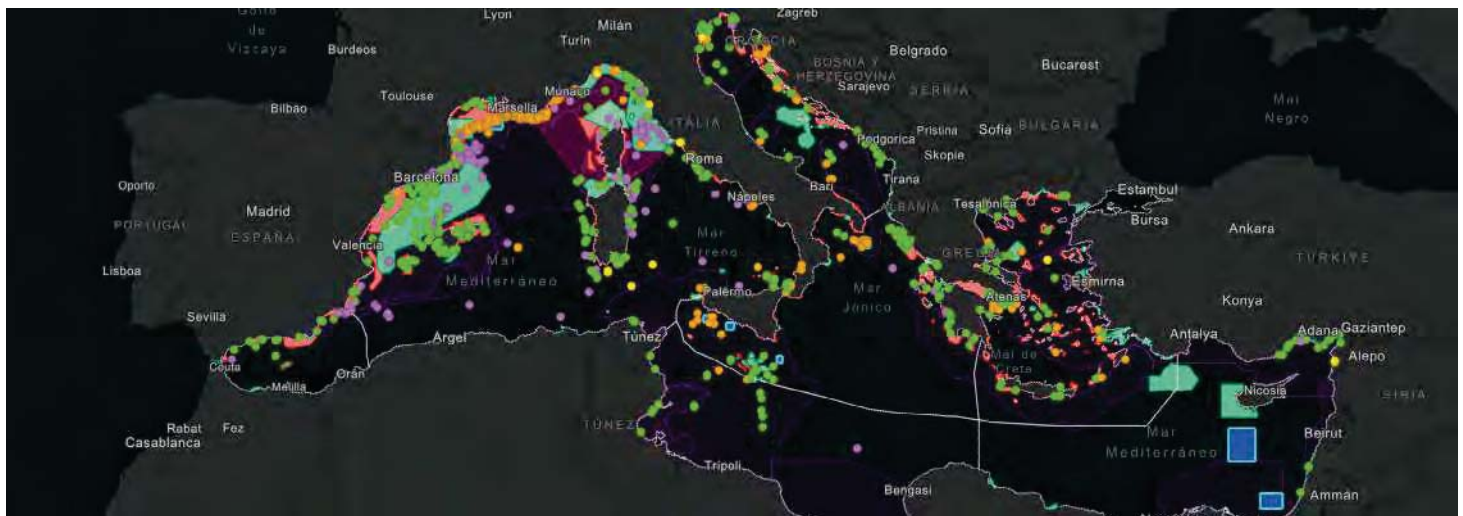 Golfo
de
Vizcaya
Lyon
Milán
Zagreb
Turín
Burdeos
CROACIA
Belgrado
BOSNIA Y
HERZEGOVINA
Bucarest
Sarajevo
SERBIA
Toulouse
Mónaco
Marsella
Bilbao
ITALIA
Mar
Negro
Pristina
Sofía
BULGARIA
Podgorica
Skopie
Roma
Barcelona
Oporto
Tirana
Estambul
Bari
Nápoles
Tesalónica
ALBANIA
Bursa
Madrid
PORTUGAL
ESPAÑA
Ankara
Mar
Tirreno
Valencia
GRECIA
TÜRKIYE
Mar
Mediterráneo
Lisboa
Esmirna
Mar
Jónico
Palermo
Atenas
Konya
Sevilla
Argel
Túnez
Antalya
Adana
Gaziantep
Mar de
Creta
Alepo
Ceuta
Orán
Melilla
Nicosia
SIRIA
Rabat
Fez
TÚNEZ
Casablanca
Mar
Mediterráneo
Beirut
Trípoli
Bengasi
Ammán